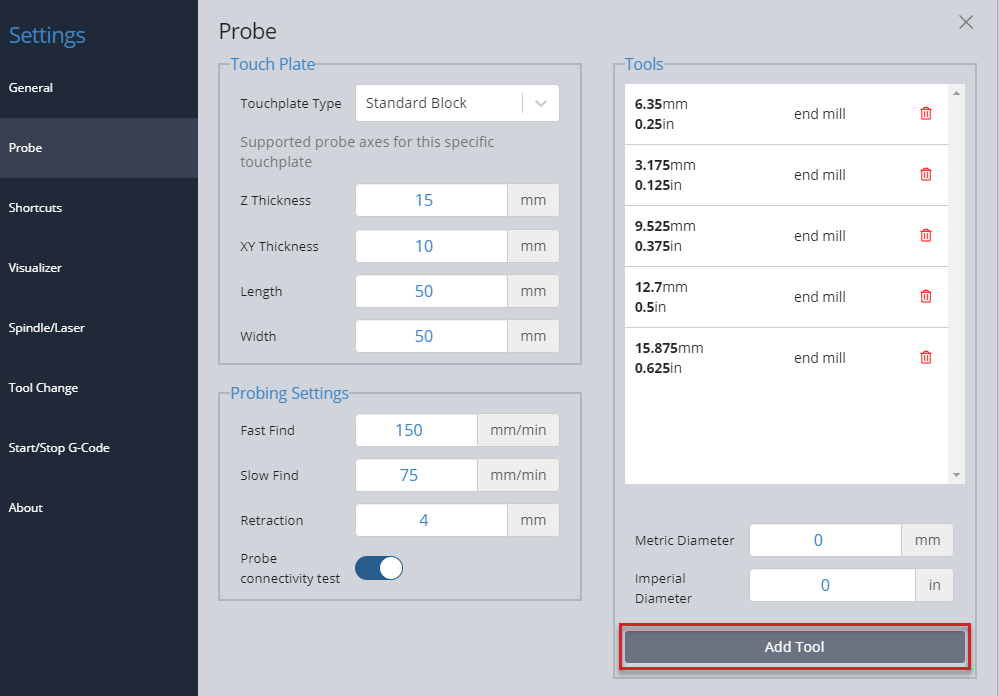 Settings
General
Probe
Shortcuts
Visualizer
Spindle/Laser
Tool Change
Start/Stop G-Code
About
Probe
Touch Plate
Touchplate Type
Standard Block
Supported probe axes for this specific
touchplate
Z Thickness 15 mm
XY Thickness 10 mm
Length 50 mm
Width 50 mm
Probing Settings
Fast Find 150 mm/min
Slow Find 75 mm/min
Retraction 4 mm
Probe
connectivity test
Tools
6.35mm
0.25in
end mill
3.175mm
0.125in
end mill
9.525mm
0.375in
end mill
12.7mm
0.5in
end mill
15.875mm
0.625in
end mill
Metric Diameter 0 mm
Imperial
Diameter
0 in
Add Tool